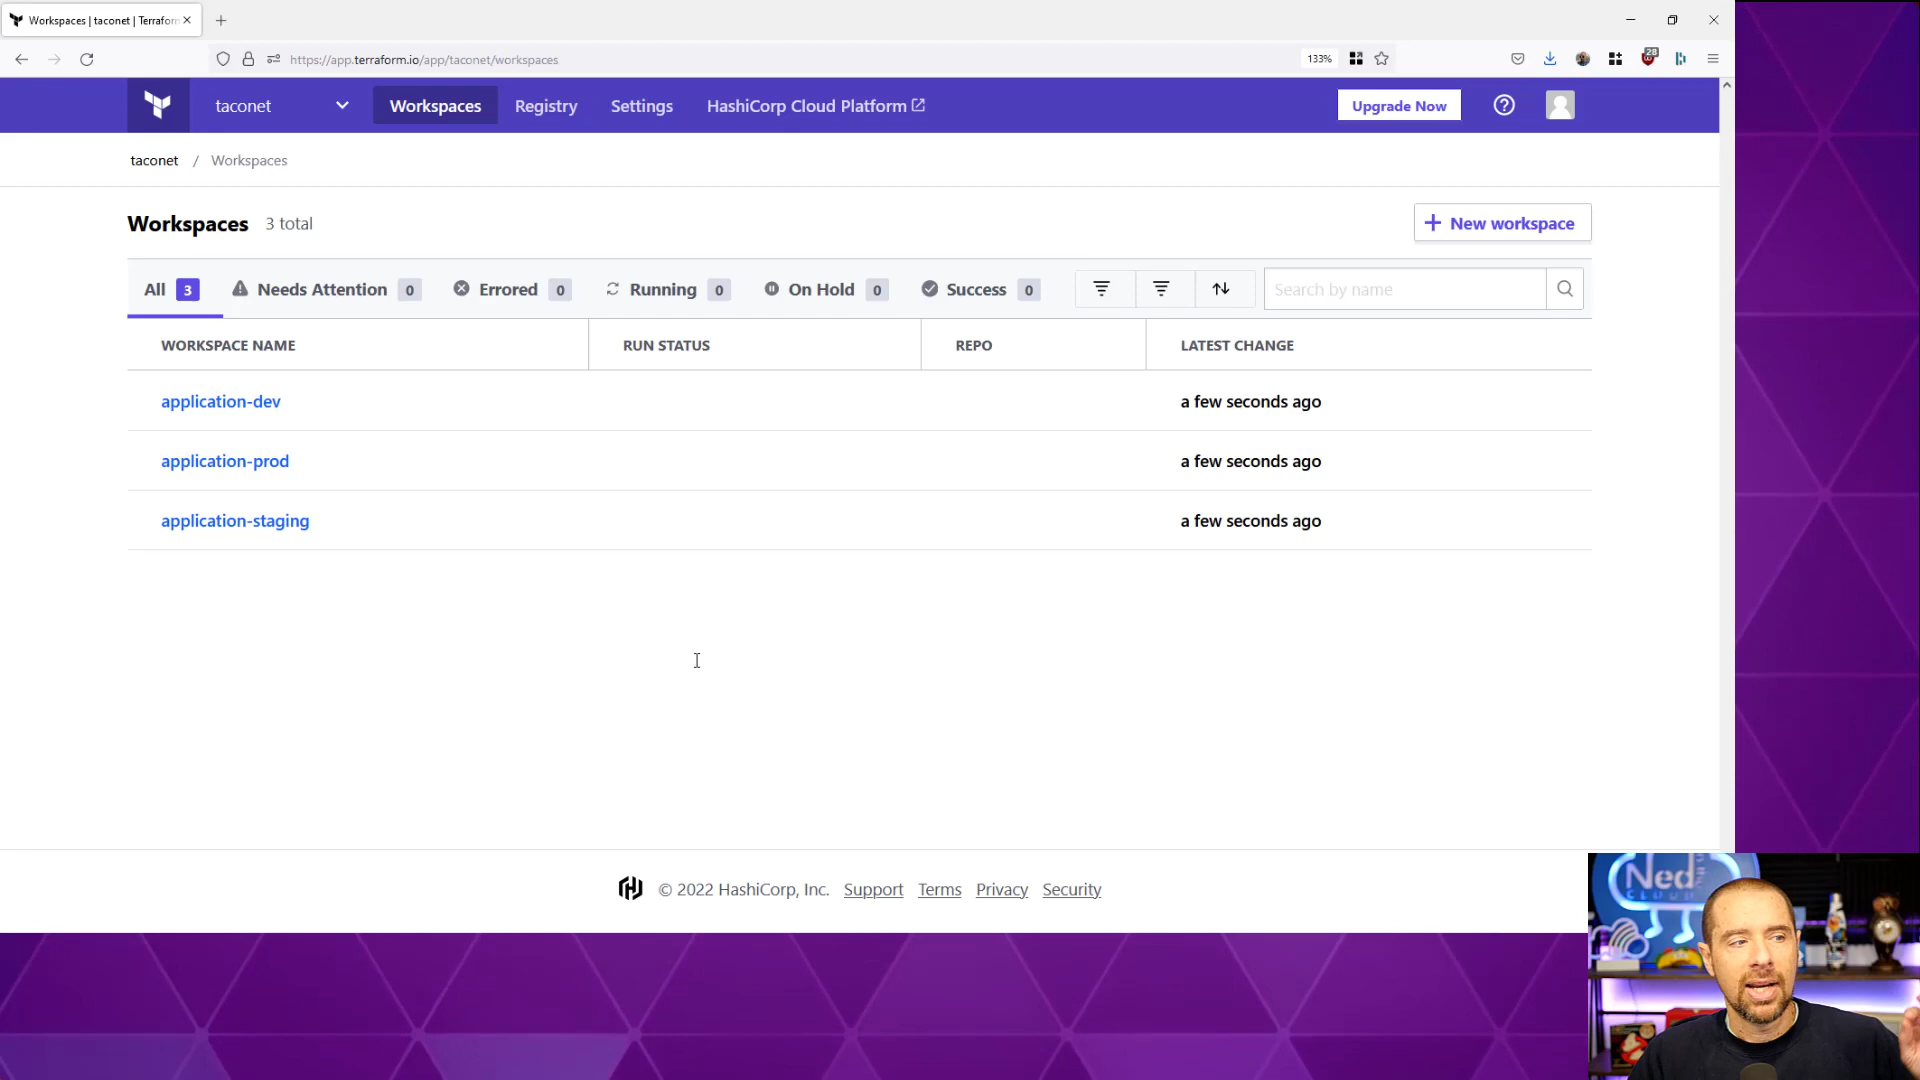 Workspaces | taconet | Terraform
https://app.terraform.io/app/taconet/workspaces
133%
28
taconet
Workspaces
Registry
Settings
HashiCorp Cloud Platform
Upgrade Now
taconet / Workspaces
Workspaces 3 total
New workspace
All 3
Needs Attention 0
Errored 0
Running 0
On Hold 0
Success 0
Search by name
WORKSPACE NAME
RUN STATUS
REPO
LATEST CHANGE
application-dev
a few seconds ago
application-prod
a few seconds ago
application-staging
a few seconds ago
© 2022 HashiCorp, Inc. Support Terms Privacy Security
Ned
CLOUD